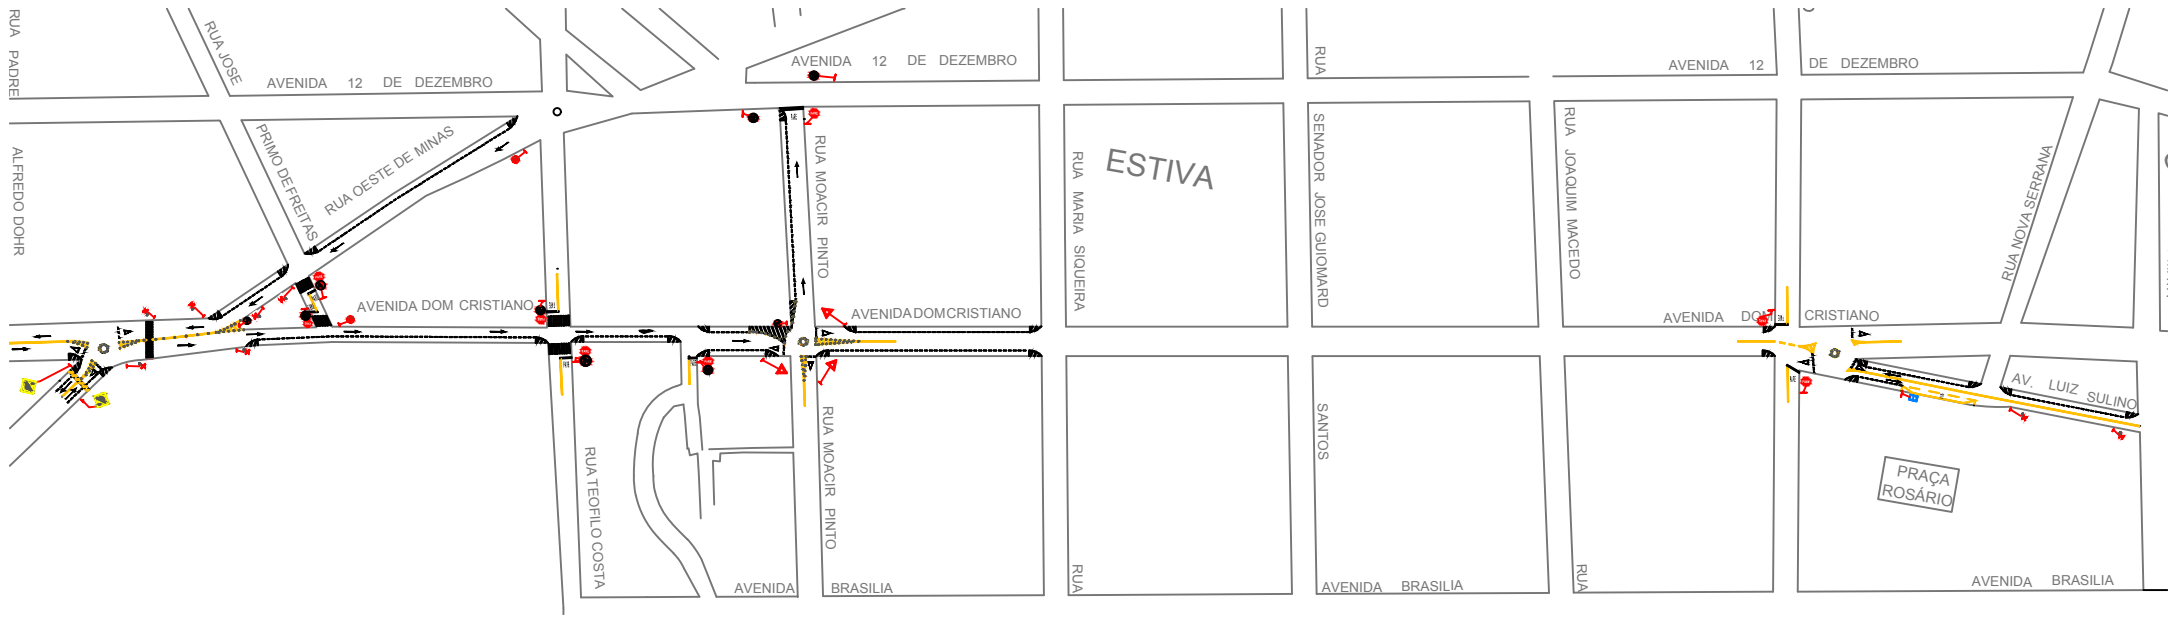 RUA PADRE
ALFREDO DOHR
RUA JOSE
PRIMO DE FREITAS
AVENIDA 12 DE DEZEMBRO
RUA OESTE DE MINAS
AVENIDA DOM CRISTIANO
RUA TEOFILO COSTA
AVENIDA 12 DE DEZEMBRO
RUA MOACIR PINTO
AVENIDA DOM CRISTIANO
RUA MOACIR PINTO
AVENIDA BRASILIA
ESTIVA
RUA MARIA SIQUEIRA
RUA
RUA
SENADOR JOSE GUIOMARD
SANTOS
AVENIDA BRASILIA
RUA JOAQUIM MACEDO
RUA
AVENIDA 12 DE DEZEMBRO
AVENIDA DOM CRISTIANO
RUA NOVA SERRANA
AV. LUIZ SULINO
PRAÇA
ROSÁRIO
AVENIDA BRASILIA